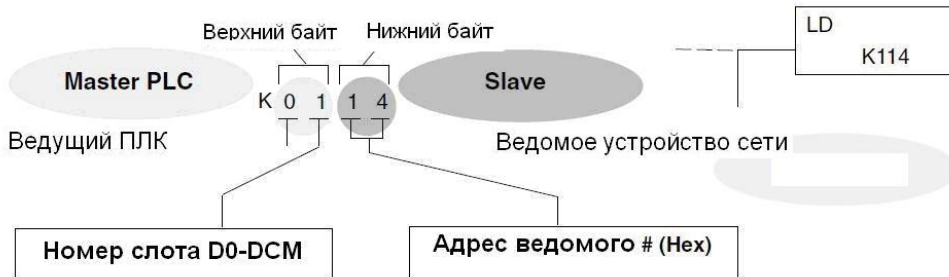 Верхний байт Нижний байт
LD
K114
Master PLC
K 0 1 1 4
Slave
Ведущий ПЛК
Ведомое устройство сети
Номер слота D0-DCM
Адрес ведомого # (Hex)